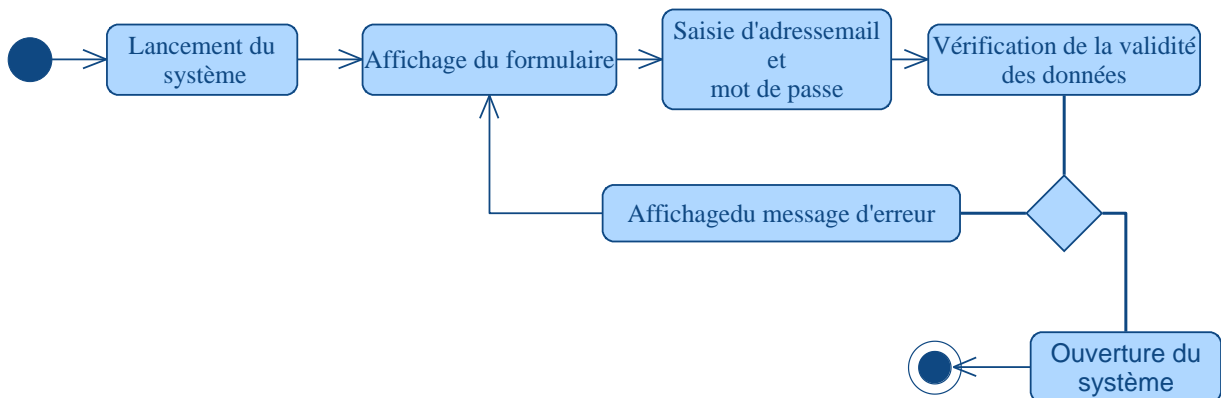 Lancement du
système
Affichage du formulaire
Saisie d'adressemail
et
mot de passe
Vérification de la validité
des données
Affichagedu message d'erreur
Ouverture du
système